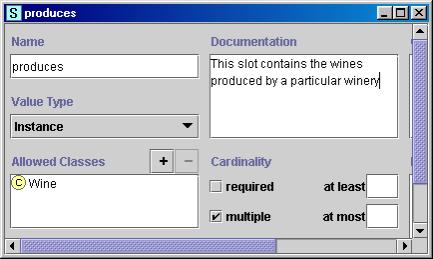 S produces
Name
produces
Documentation
This slot contains the wines
produced by a particular winery
Value Type
Instance
Allowed Classes + −
C Wine
Cardinality
required at least
multiple at most